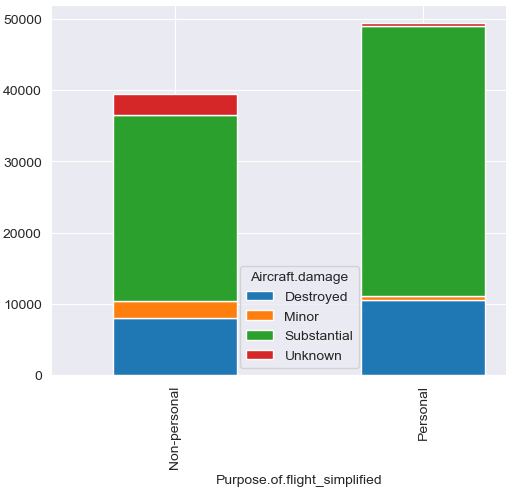 50000
40000
30000
20000
10000
0
Aircraft.damage
Destroyed
Minor
Substantial
Unknown
Non-personal
Personal
Purpose.of.flight_simplified